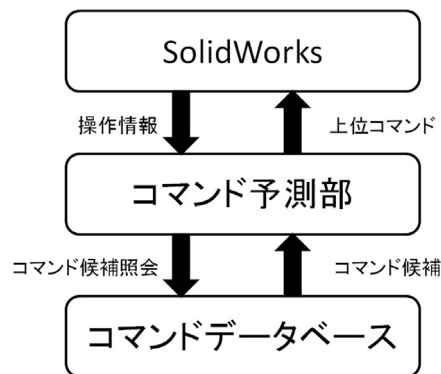 SolidWorks
操作情報
上位コマンド
コマンド予測部
コマンド候補照会
コマンド候補
コマンドデータベース